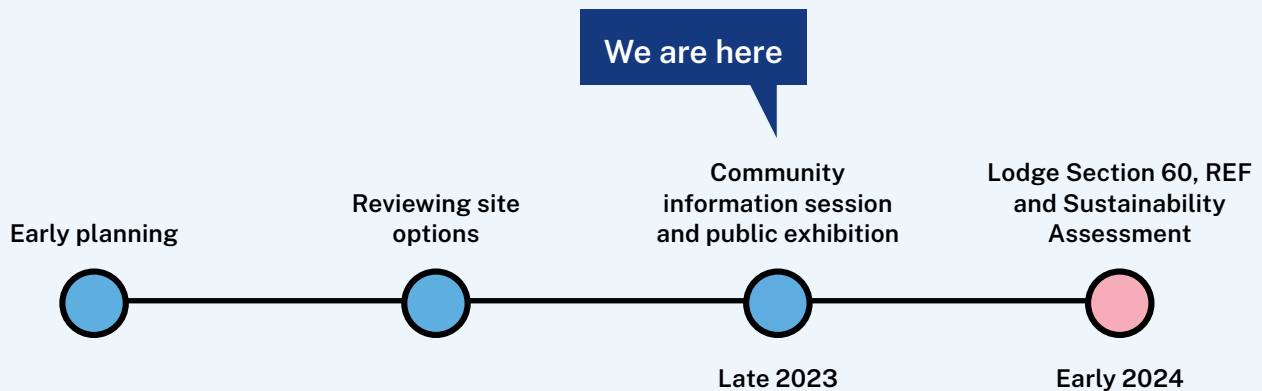 We are here
Early planning
Reviewing site
options
Community
information session
and public exhibition
Late 2023
Lodge Section 60, REF
and Sustainability
Assessment
Early 2024